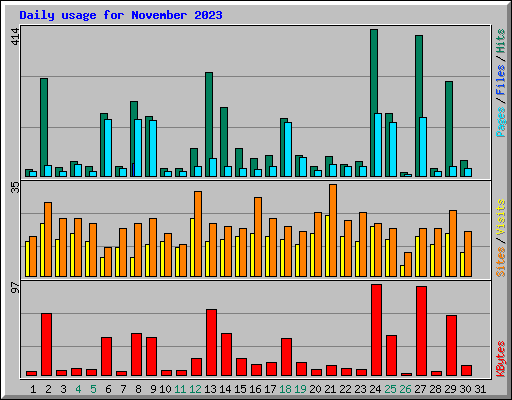 Daily usage for November 2023
414
Pages / Files / Hits
35
Sites / Visits
97
KBytes
1 2 3 4 5 6 7 8 9 10 11 12 13 14 15 16 17 18 19 20 21 22 23 24 25 26 27 28 29 30 31